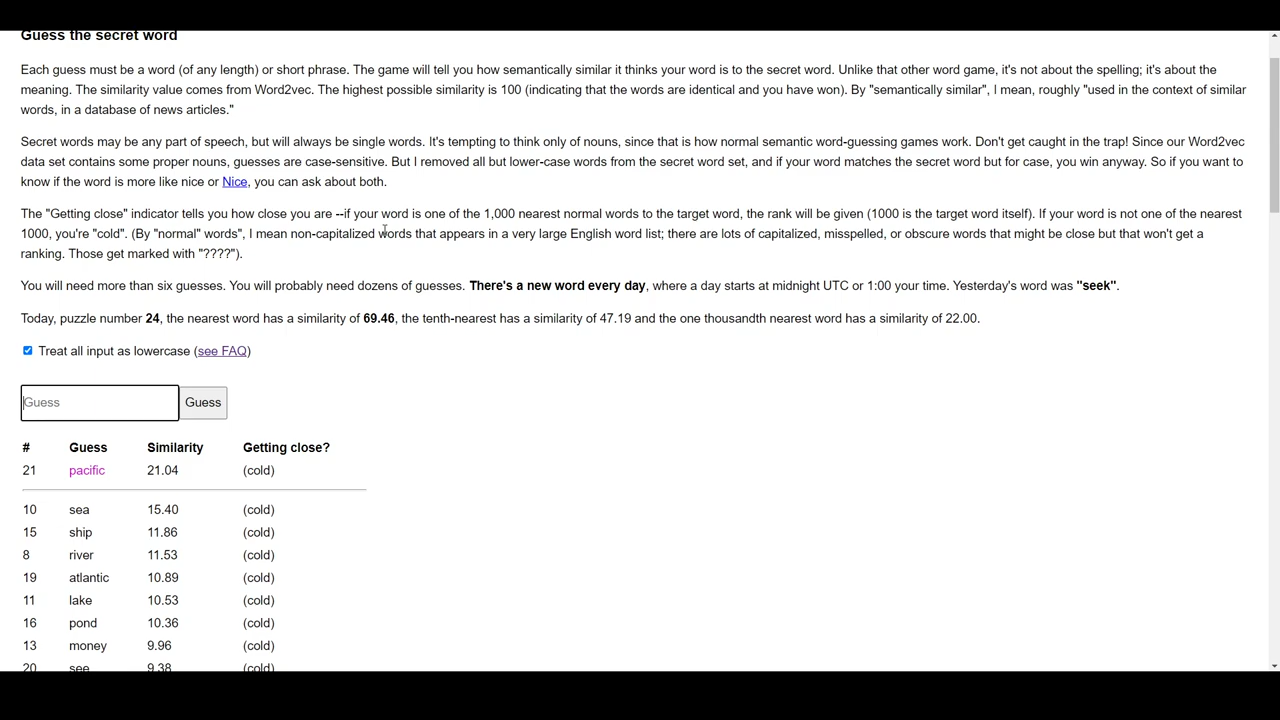 Guess the secret word
Each guess must be a word (of any length) or short phrase. The game will tell you how semantically similar it thinks your word is to the secret word. Unlike that other word game, it's not about the spelling; it's about the
meaning. The similarity value comes from Word2vec. The highest possible similarity is 100 (indicating that the words are identical and you have won). By "semantically similar", I mean, roughly "used in the context of similar
words, in a database of news articles."
Secret words may be any part of speech, but will always be single words. It's tempting to think only of nouns, since that is how normal semantic word-guessing games work. Don't get caught in the trap! Since our Word2vec
data set contains some proper nouns, guesses are case-sensitive. But I removed all but lower-case words from the secret word set, and if your word matches the secret word but for case, you win anyway. So if you want to
know if the word is more like nice or Nice, you can ask about both.
The "Getting close" indicator tells you how close you are --if your word is one of the 1,000 nearest normal words to the target word, the rank will be given (1000 is the target word itself). If your word is not one of the nearest
1000, you're "cold". (By "normal" words", I mean non-capitalized words that appears in a very large English word list; there are lots of capitalized, misspelled, or obscure words that might be close but that won't get a
ranking. Those get marked with "????").
You will need more than six guesses. You will probably need dozens of guesses. There's a new word every day, where a day starts at midnight UTC or 1:00 your time. Yesterday's word was "seek".
Today, puzzle number 24, the nearest word has a similarity of 69.46, the tenth-nearest has a similarity of 47.19 and the one thousandth nearest word has a similarity of 22.00.
Treat all input as lowercase (see FAQ)
Guess Guess
# Guess Similarity Getting close?
21 pacific 21.04 (cold)
10 sea 15.40 (cold)
15 ship 11.86 (cold)
8 river 11.53 (cold)
19 atlantic 10.89 (cold)
11 lake 10.53 (cold)
16 pond 10.36 (cold)
13 money 9.96 (cold)
20 see 9.38 (cold)